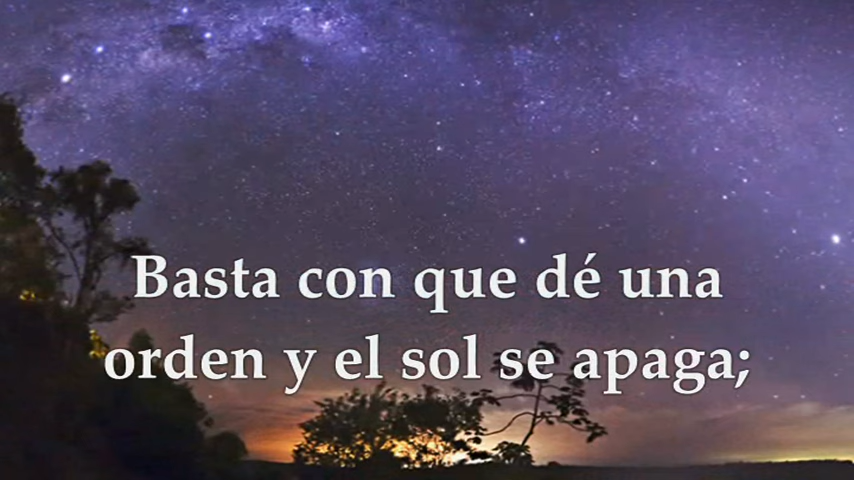 Basta con que dé una
orden y el sol se apaga;